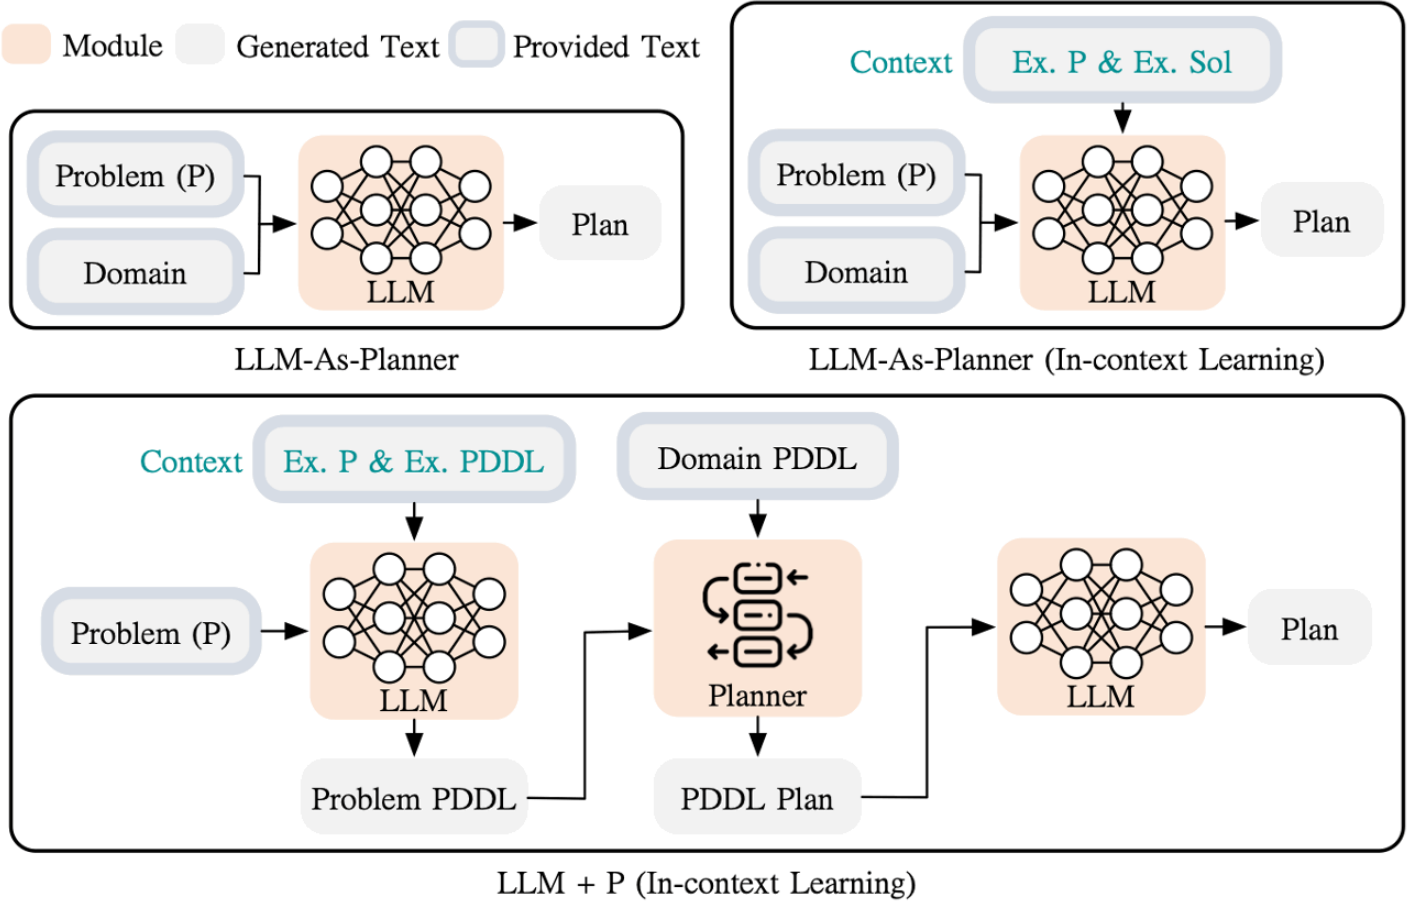 Module
Generated Text
Provided Text
Problem (P)
Domain
LLM
Plan
LLM-As-Planner
Context
Ex. P & Ex. Sol
Problem (P)
Domain
LLM
Plan
LLM-As-Planner (In-context Learning)
Context
Ex. P & Ex. PDDL
Domain PDDL
Problem (P)
LLM
Planner
LLM
Plan
Problem PDDL
PDDL Plan
LLM + P (In-context Learning)